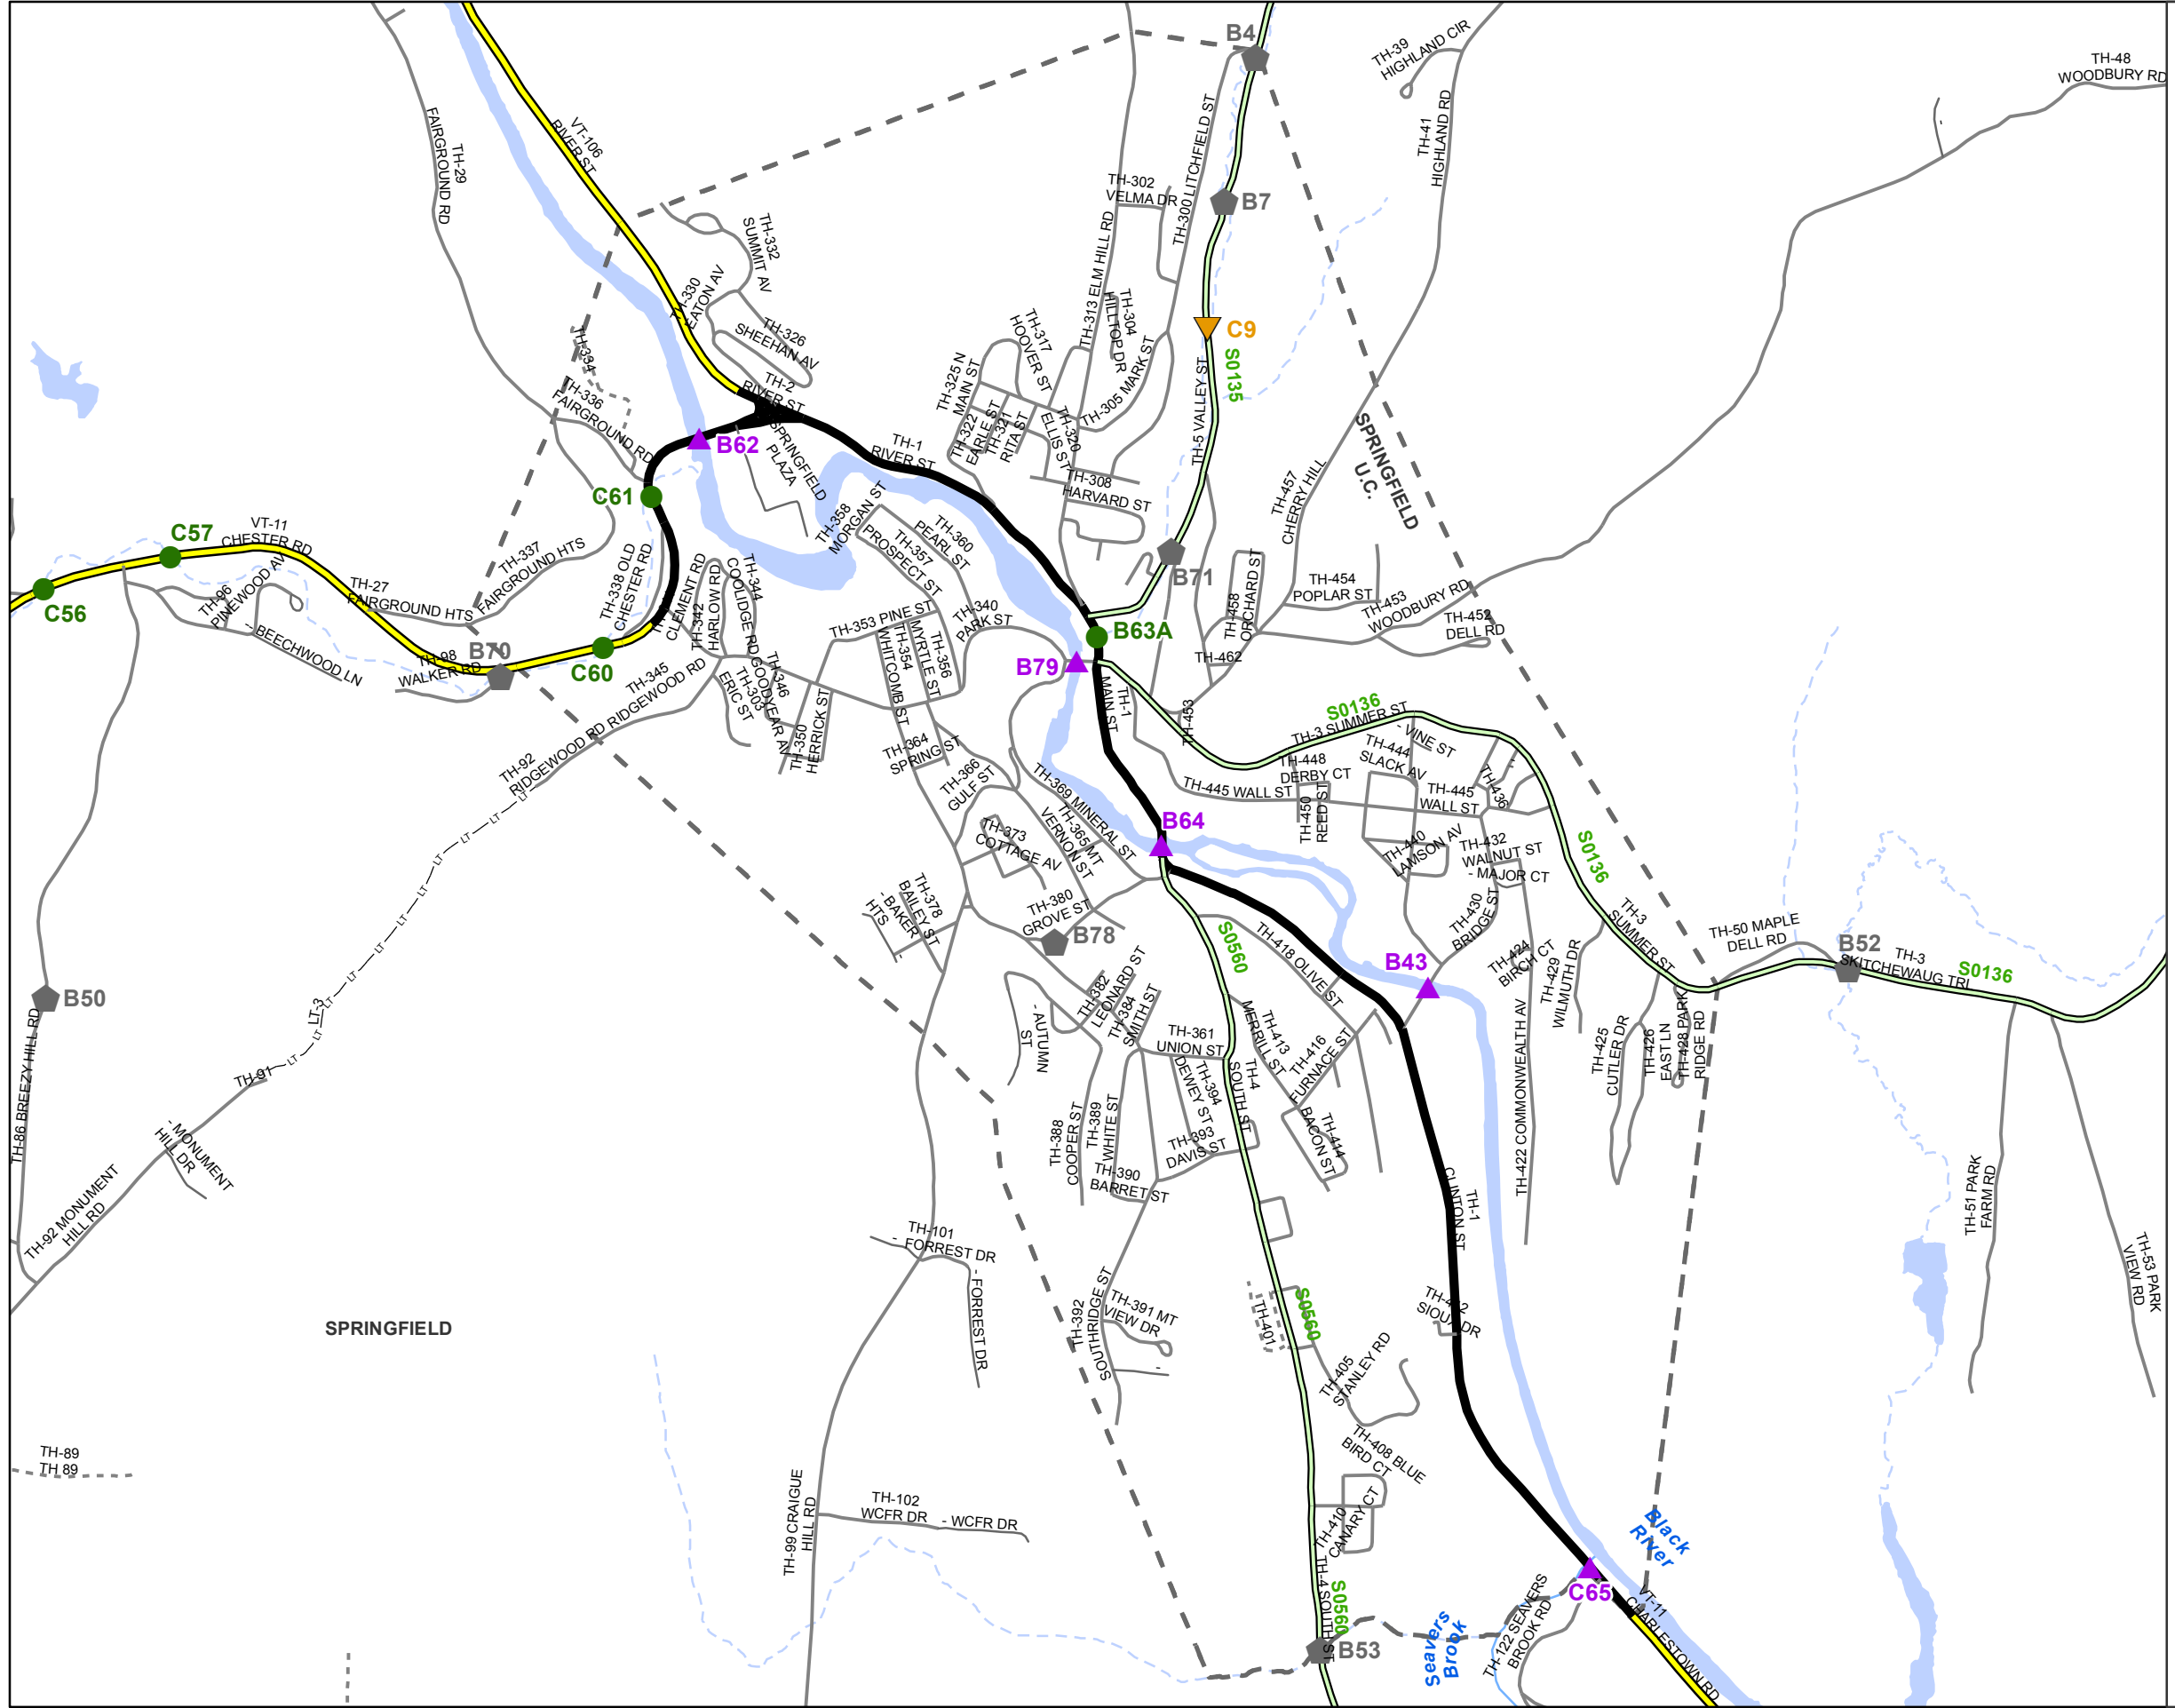 B4
TH-39
HIGHLAND CIR
TH-48
WOODBURY RD
VT-106
RIVER ST
TH-29
FAIRGROUND RD
TH-41
HIGHLAND RD
TH-300 LITCHFIELD ST
TH-302
VELMA DR
B7
TH-332
SUMMIT AV
TH-330
EATON AV
TH-313 ELM HILL RD
TH-304
HILLTOP DR
C9
S0135
TH-326
SHEEHAN AV
TH-317
HOOVER ST
TH-334
TH-336
FAIRGROUND RD
TH-2
RIVER ST
TH-325 N
MAIN ST
TH-305 MARK ST
TH-5 VALLEY ST
SPRINGFIELD
U.C.
TH-322
EARLE ST
TH-321
RITA ST
TH-320
ELLIS ST
B62
SPRINGFIELD
PLAZA
TH-1
RIVER ST
TH-308
HARVARD ST
TH-457
CHERRY HILL
C61
TH-358
MORGAN ST
TH-360
PEARL ST
TH-357
PROSPECT ST
C57
VT-11
CHESTER RD
TH-337
FAIRGROUND HTS
B71
C56
TH-96
PINEWOOD AV
TH-27
FAIRGROUND HTS
TH-338 OLD
CHESTER RD
CLEMENT RD
TH-342
HARLOW RD
TH-344
COOLIDGE RD
TH-458
ORCHARD ST
TH-454
POPLAR ST
TH-453
WOODBURY RD
TH-452
DELL RD
- BEECHWOOD LN
TH-353 PINE ST
TH-340
PARK ST
B63A
B70
TH-98
WALKER RD
C60
TH-354
WHITCOMB ST
TH-356
MYRTLE ST
B79
TH-462
TH-345
RIDGEWOOD RD
TH-303
ERIC ST
TH-346
GOODYEAR AV
TH-350
HERRICK ST
TH-1
MAIN ST
TH-453
S0136
TH-3 SUMMER ST
- VINE ST
TH-92
RIDGEWOOD RD
TH-364
SPRING ST
TH-366
GULF ST
TH-369 MINERAL ST
TH-448
DERBY CT
TH-444
SLACK AV
TH-445 WALL ST
TH-450
REED ST
TH-445
WALL ST
TH-436
-
LT
LT
LT
LT
LT
LT
LT
LT
LT
LT
TH-365 MT
VERNON ST
B64
TH-373
COTTAGE AV
TH-440
LAMSON AV
TH-432
WALNUT ST
- MAJOR CT
S0136
TH-378
BAILEY ST
- BAKER
HTS
-
TH-380
GROVE ST
B78
S0560
TH-418 OLIVE ST
TH-430
BRIDGE ST
B43
TH-424
BIRCH CT
TH-429
WILMUTH DR
TH-3
SUMMER ST
TH-50 MAPLE
DELL RD
B52
TH-3
SKITCHEWAUG TRL
S0136
B50
LT-3
TH-382
LEONARD ST
TH-384
SMITH ST
- AUTUMN
ST
TH-361
UNION ST
TH-413
MERRILL ST
TH-416
FURNACE ST
TH-425
CUTLER DR
TH-426
EAST LN
TH-428 PARK
RIDGE RD
TH-86 BREEZY HILL RD
TH-91
TH-394
DEWEY ST
TH-4
SOUTH ST
- MONUMENT
HILL DR
TH-388
COOPER ST
TH-389
WHITE ST
TH-393
DAVIS ST
TH-414
BACON ST
TH-422 COMMONWEALTH AV
TH-92 MONUMENT
HILL RD
TH-390
BARRET ST
TH-1
CLINTON ST
TH-51 PARK
FARM RD
TH-53 PARK
VIEW RD
TH-101
- FORREST DR
- FORREST DR
TH-392
SOUTHRIDGE ST
TH-391 MT
VIEW DR
-
TH-401
S0560
SIOUX DR
SPRINGFIELD
TH-405
STANLEY RD
TH-408 BLUE
BIRD CT
TH-89
TH 89
TH-99 CRAIGUE
HILL RD
TH-102
WCFR DR
- WCFR DR
TH-410
CANARY CT
Black
River
C65
S0560
TH-4 SOUTH ST
B53
Seavers
Brook
TH-122 SEAVERS
BROOK RD
VT-11
CHARLESTOWN RD